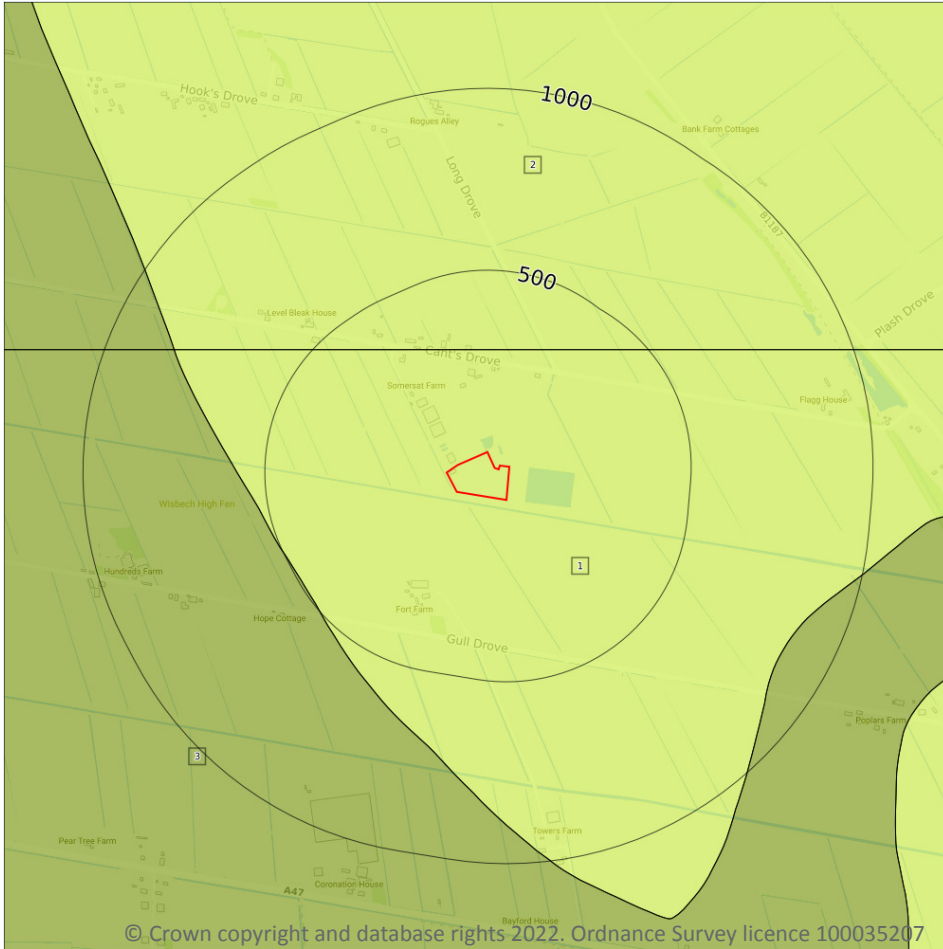 Hook's Drove
1000
Rogues Alley
Bank Farm Cottages
2
Long Drove
B1187
500
Plash Drove
Level Bleak House
Cant's Drove
Somersat Farm
Flagg House
Wisbech High Fen
1
Hundreds Farm
Hope Cottage
Fort Farm
Gull Drove
Poplars Farm
3
Towers Farm
Pear Tree Farm
Coronation House
A47
Bayford House
© Crown copyright and database rights 2022. Ordnance Survey licence 100035207